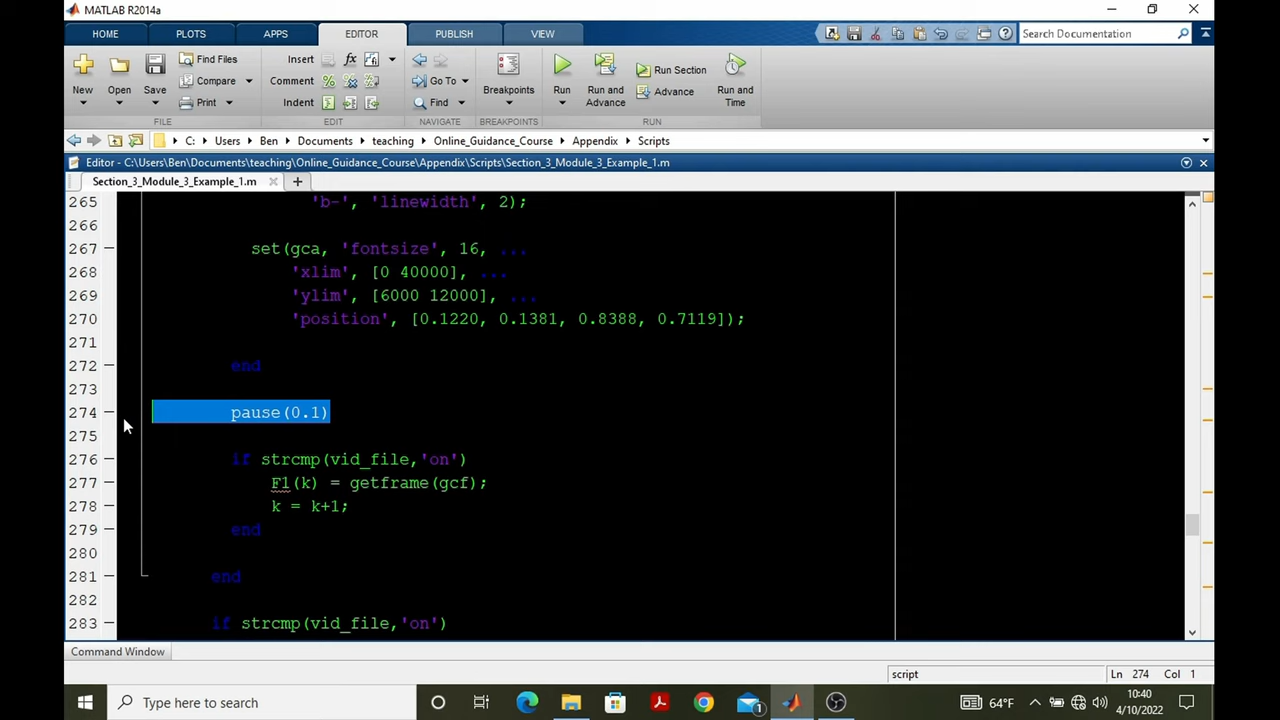 MATLAB R2014a
HOME PLOTS APPS EDITOR PUBLISH VIEW Search Documentation
Find Files Insert fx Run Section
Compare Comment % Go To Advance
New Open Save Print Indent Find Breakpoints Run Run and Advance Run and Time
FILE EDIT NAVIGATE BREAKPOINTS RUN
C: Users Ben Documents teaching Online_Guidance_Course Appendix Scripts
Editor - C:\Users\Ben\Documents\teaching\Online_Guidance_Course\Appendix\Scripts\Section_3_Module_3_Example_1.m
Section_3_Module_3_Example_1.m
265 'b-', 'linewidth', 2);
266
267 set(gca, 'fontsize', 16, ...
268 'xlim', [0 40000], ...
269 'ylim', [6000 12000], ...
270 'position', [0.1220, 0.1381, 0.8388, 0.7119]);
271
272 end
273
274 pause(0.1)
275
276 if strcmp(vid_file,'on')
277 F1(k) = getframe(gcf);
278 k = k+1;
279 end
280
281 end
282
283 if strcmp(vid_file,'on')
Command Window
script Ln 274 Col 1
Type here to search 1 64°F 10:40
4/10/2022